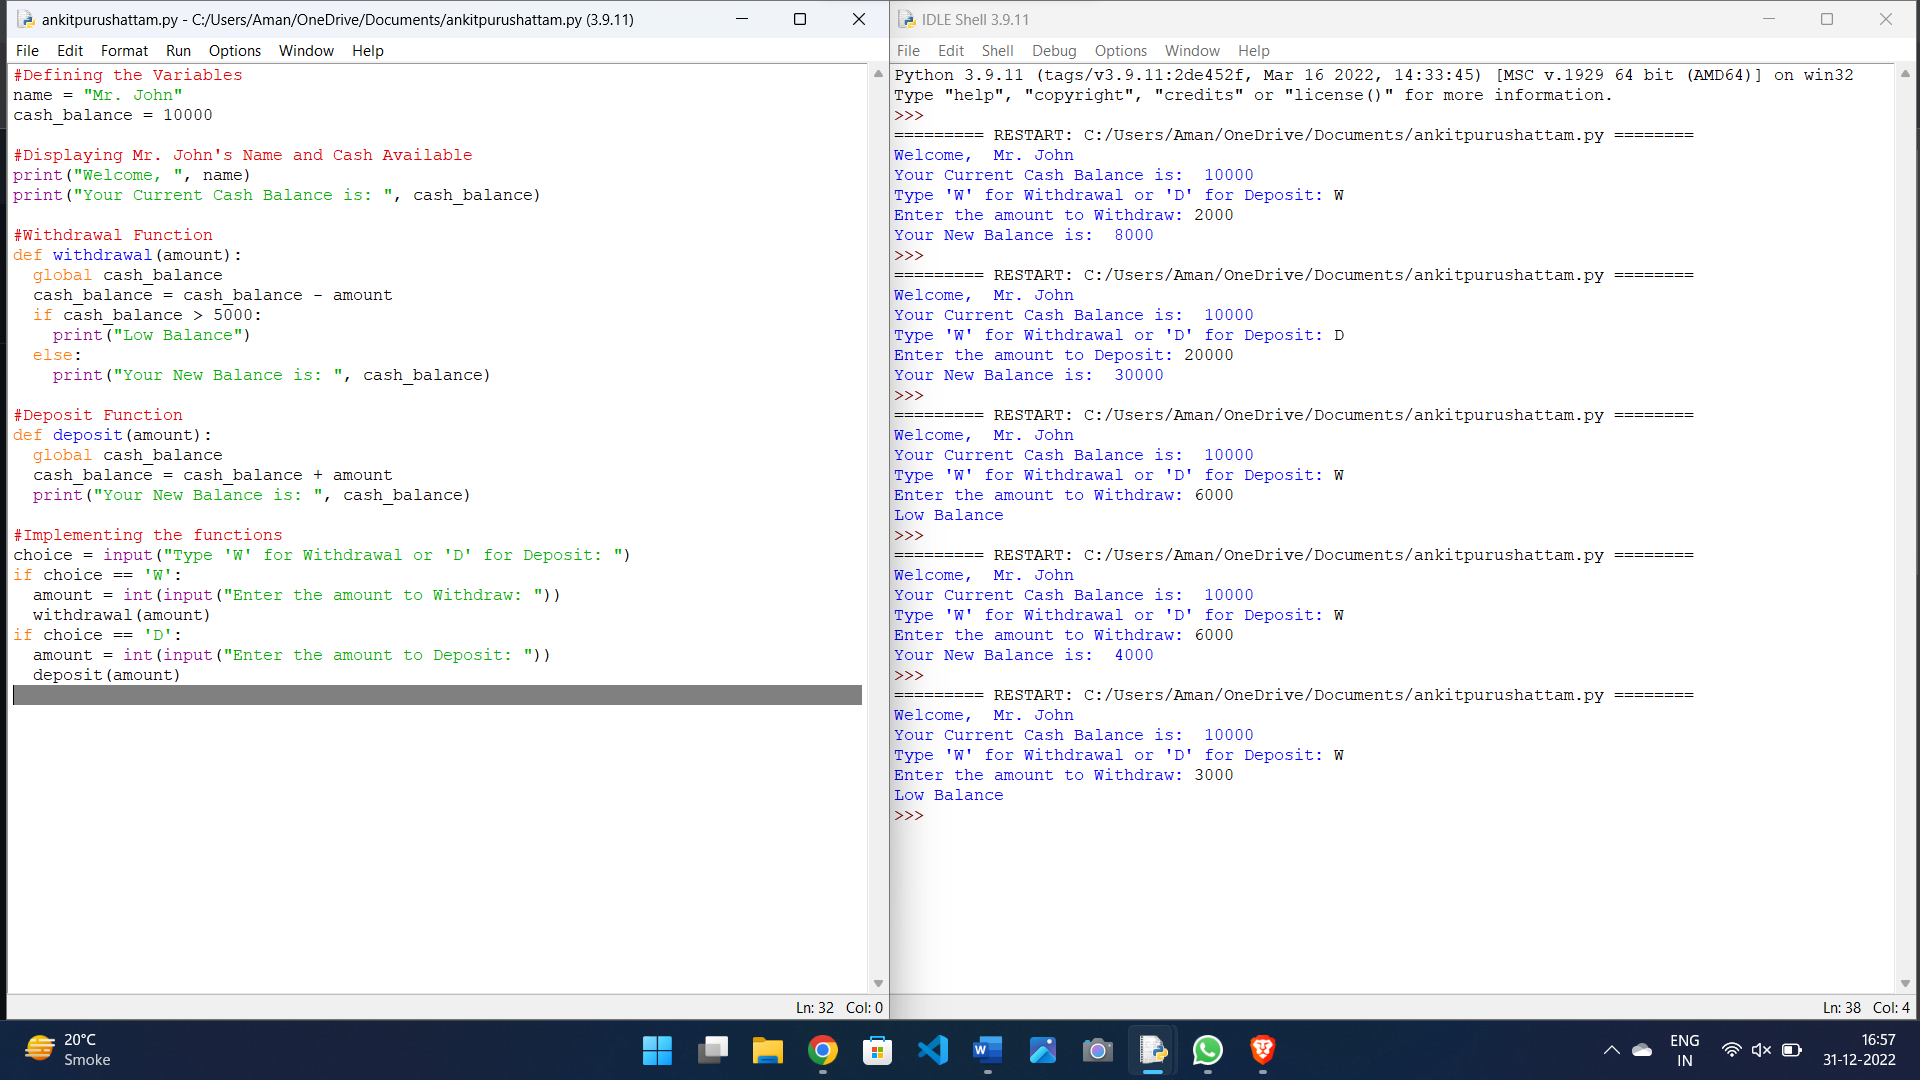 ankitpurushattam.py - C:/Users/Aman/OneDrive/Documents/ankitpurushattam.py (3.9.11)
File Edit Format Run Options Window Help
#Defining the Variables
name = "Mr. John"
cash_balance = 10000

#Displaying Mr. John's Name and Cash Available
print("Welcome, ", name)
print("Your Current Cash Balance is: ", cash_balance)

#Withdrawal Function
def withdrawal(amount):
  global cash_balance
  cash_balance = cash_balance - amount
  if cash_balance > 5000:
    print("Low Balance")
  else:
    print("Your New Balance is: ", cash_balance)

#Deposit Function
def deposit(amount):
  global cash_balance
  cash_balance = cash_balance + amount
  print("Your New Balance is: ", cash_balance)

#Implementing the functions
choice = input("Type 'W' for Withdrawal or 'D' for Deposit: ")
if choice == 'W':
  amount = int(input("Enter the amount to Withdraw: "))
  withdrawal(amount)
if choice == 'D':
  amount = int(input("Enter the amount to Deposit: "))
  deposit(amount)
Ln: 32 Col: 0
IDLE Shell 3.9.11
File Edit Shell Debug Options Window Help
Python 3.9.11 (tags/v3.9.11:2de452f, Mar 16 2022, 14:33:45) [MSC v.1929 64 bit (AMD64)] on win32
Type "help", "copyright", "credits" or "license()" for more information.
>>>
========= RESTART: C:/Users/Aman/OneDrive/Documents/ankitpurushattam.py ========
Welcome,  Mr. John
Your Current Cash Balance is:  10000
Type 'W' for Withdrawal or 'D' for Deposit: W
Enter the amount to Withdraw: 2000
Your New Balance is:  8000
>>>
========= RESTART: C:/Users/Aman/OneDrive/Documents/ankitpurushattam.py ========
Welcome,  Mr. John
Your Current Cash Balance is:  10000
Type 'W' for Withdrawal or 'D' for Deposit: D
Enter the amount to Deposit: 20000
Your New Balance is:  30000
>>>
========= RESTART: C:/Users/Aman/OneDrive/Documents/ankitpurushattam.py ========
Welcome,  Mr. John
Your Current Cash Balance is:  10000
Type 'W' for Withdrawal or 'D' for Deposit: W
Enter the amount to Withdraw: 6000
Low Balance
>>>
========= RESTART: C:/Users/Aman/OneDrive/Documents/ankitpurushattam.py ========
Welcome,  Mr. John
Your Current Cash Balance is:  10000
Type 'W' for Withdrawal or 'D' for Deposit: W
Enter the amount to Withdraw: 6000
Your New Balance is:  4000
>>>
========= RESTART: C:/Users/Aman/OneDrive/Documents/ankitpurushattam.py ========
Welcome,  Mr. John
Your Current Cash Balance is:  10000
Type 'W' for Withdrawal or 'D' for Deposit: W
Enter the amount to Withdraw: 3000
Low Balance
>>>
Ln: 38 Col: 4
20°C
Smoke
W
ENG
IN
16:57
31-12-2022